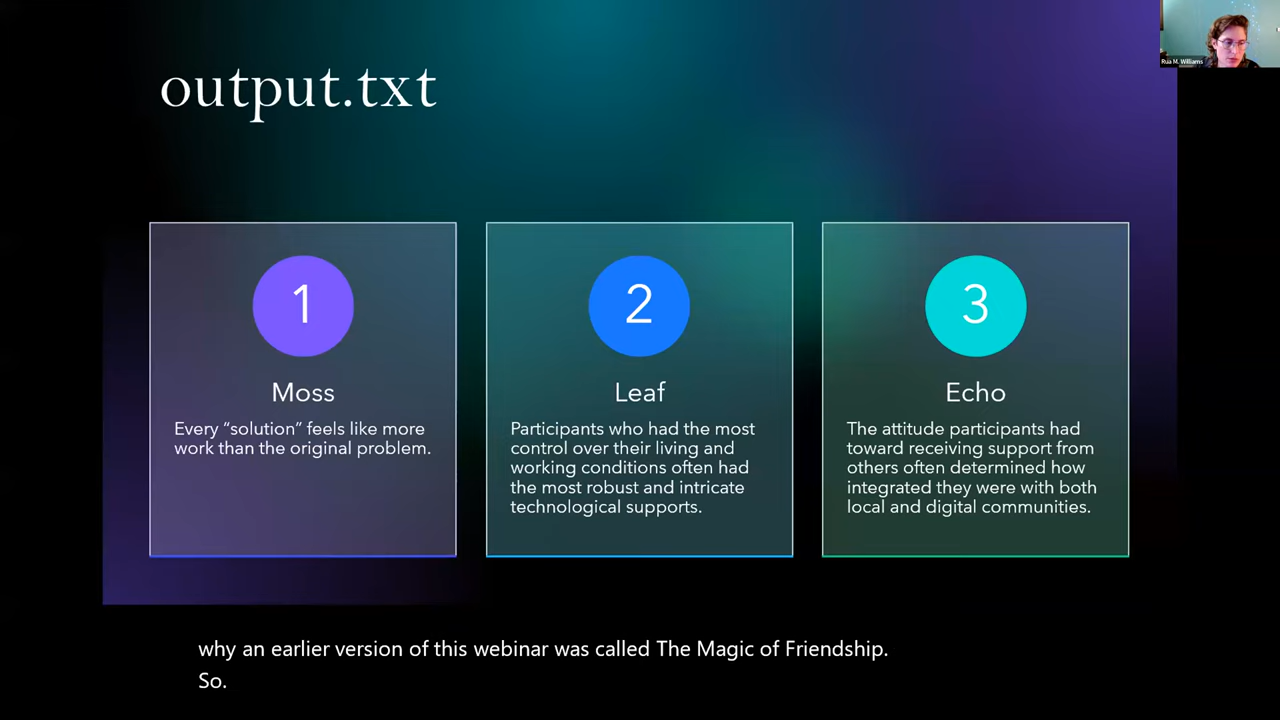 output.txt
Rua M. Williams
1
Moss
Every “solution” feels like more
work than the original problem.
2
Leaf
Participants who had the most
control over their living and
working conditions often had
the most robust and intricate
technological supports.
3
Echo
The attitude participants had
toward receiving support from
others often determined how
integrated they were with both
local and digital communities.
why an earlier version of this webinar was called The Magic of Friendship.
So.